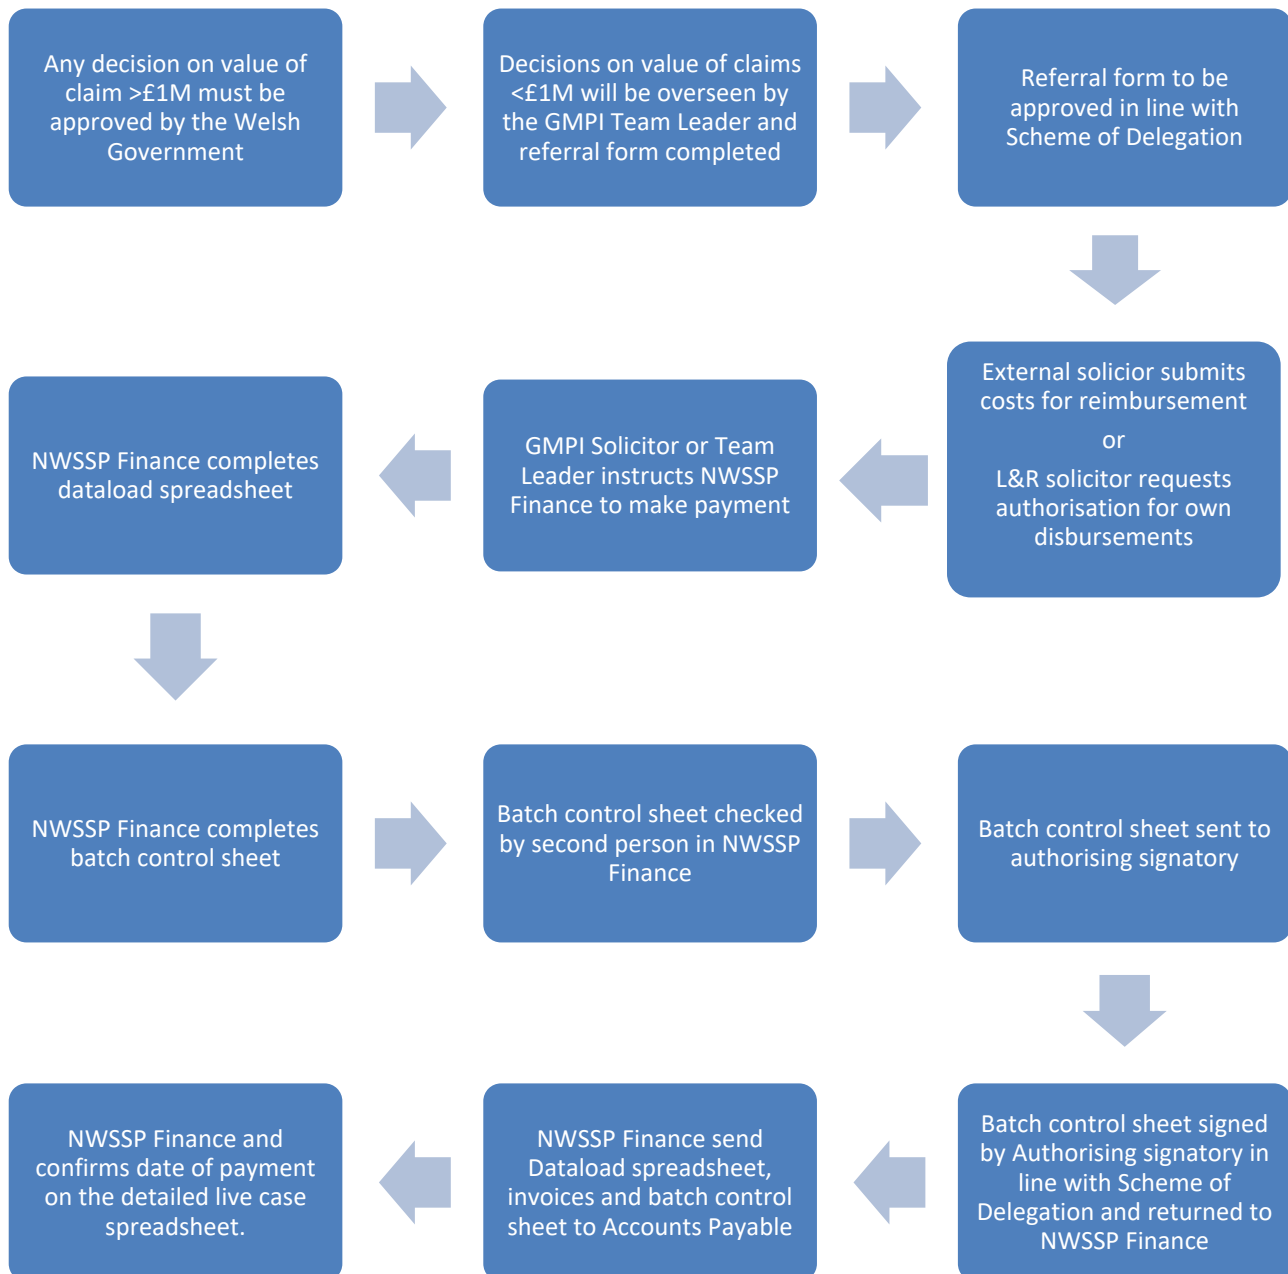 Any decision on value of
claim >£1M must be
approved by the Welsh
Government
Decisions on value of claims
<£1M will be overseen by
the GMPI Team Leader and
referral form completed
Referral form to be
approved in line with
Scheme of Delegation
External solicior submits
costs for reimbursement
or
L&R solicitor requests
authorisation for own
disbursements
GMPI Solicitor or Team
Leader instructs NWSSP
Finance to make payment
NWSSP Finance completes
dataload spreadsheet
NWSSP Finance completes
batch control sheet
Batch control sheet checked
by second person in NWSSP
Finance
Batch control sheet sent to
authorising signatory
Batch control sheet signed
by Authorising signatory in
line with Scheme of
Delegation and returned to
NWSSP Finance
NWSSP Finance send
Dataload spreadsheet,
invoices and batch control
sheet to Accounts Payable
NWSSP Finance and
confirms date of payment
on the detailed live case
spreadsheet.